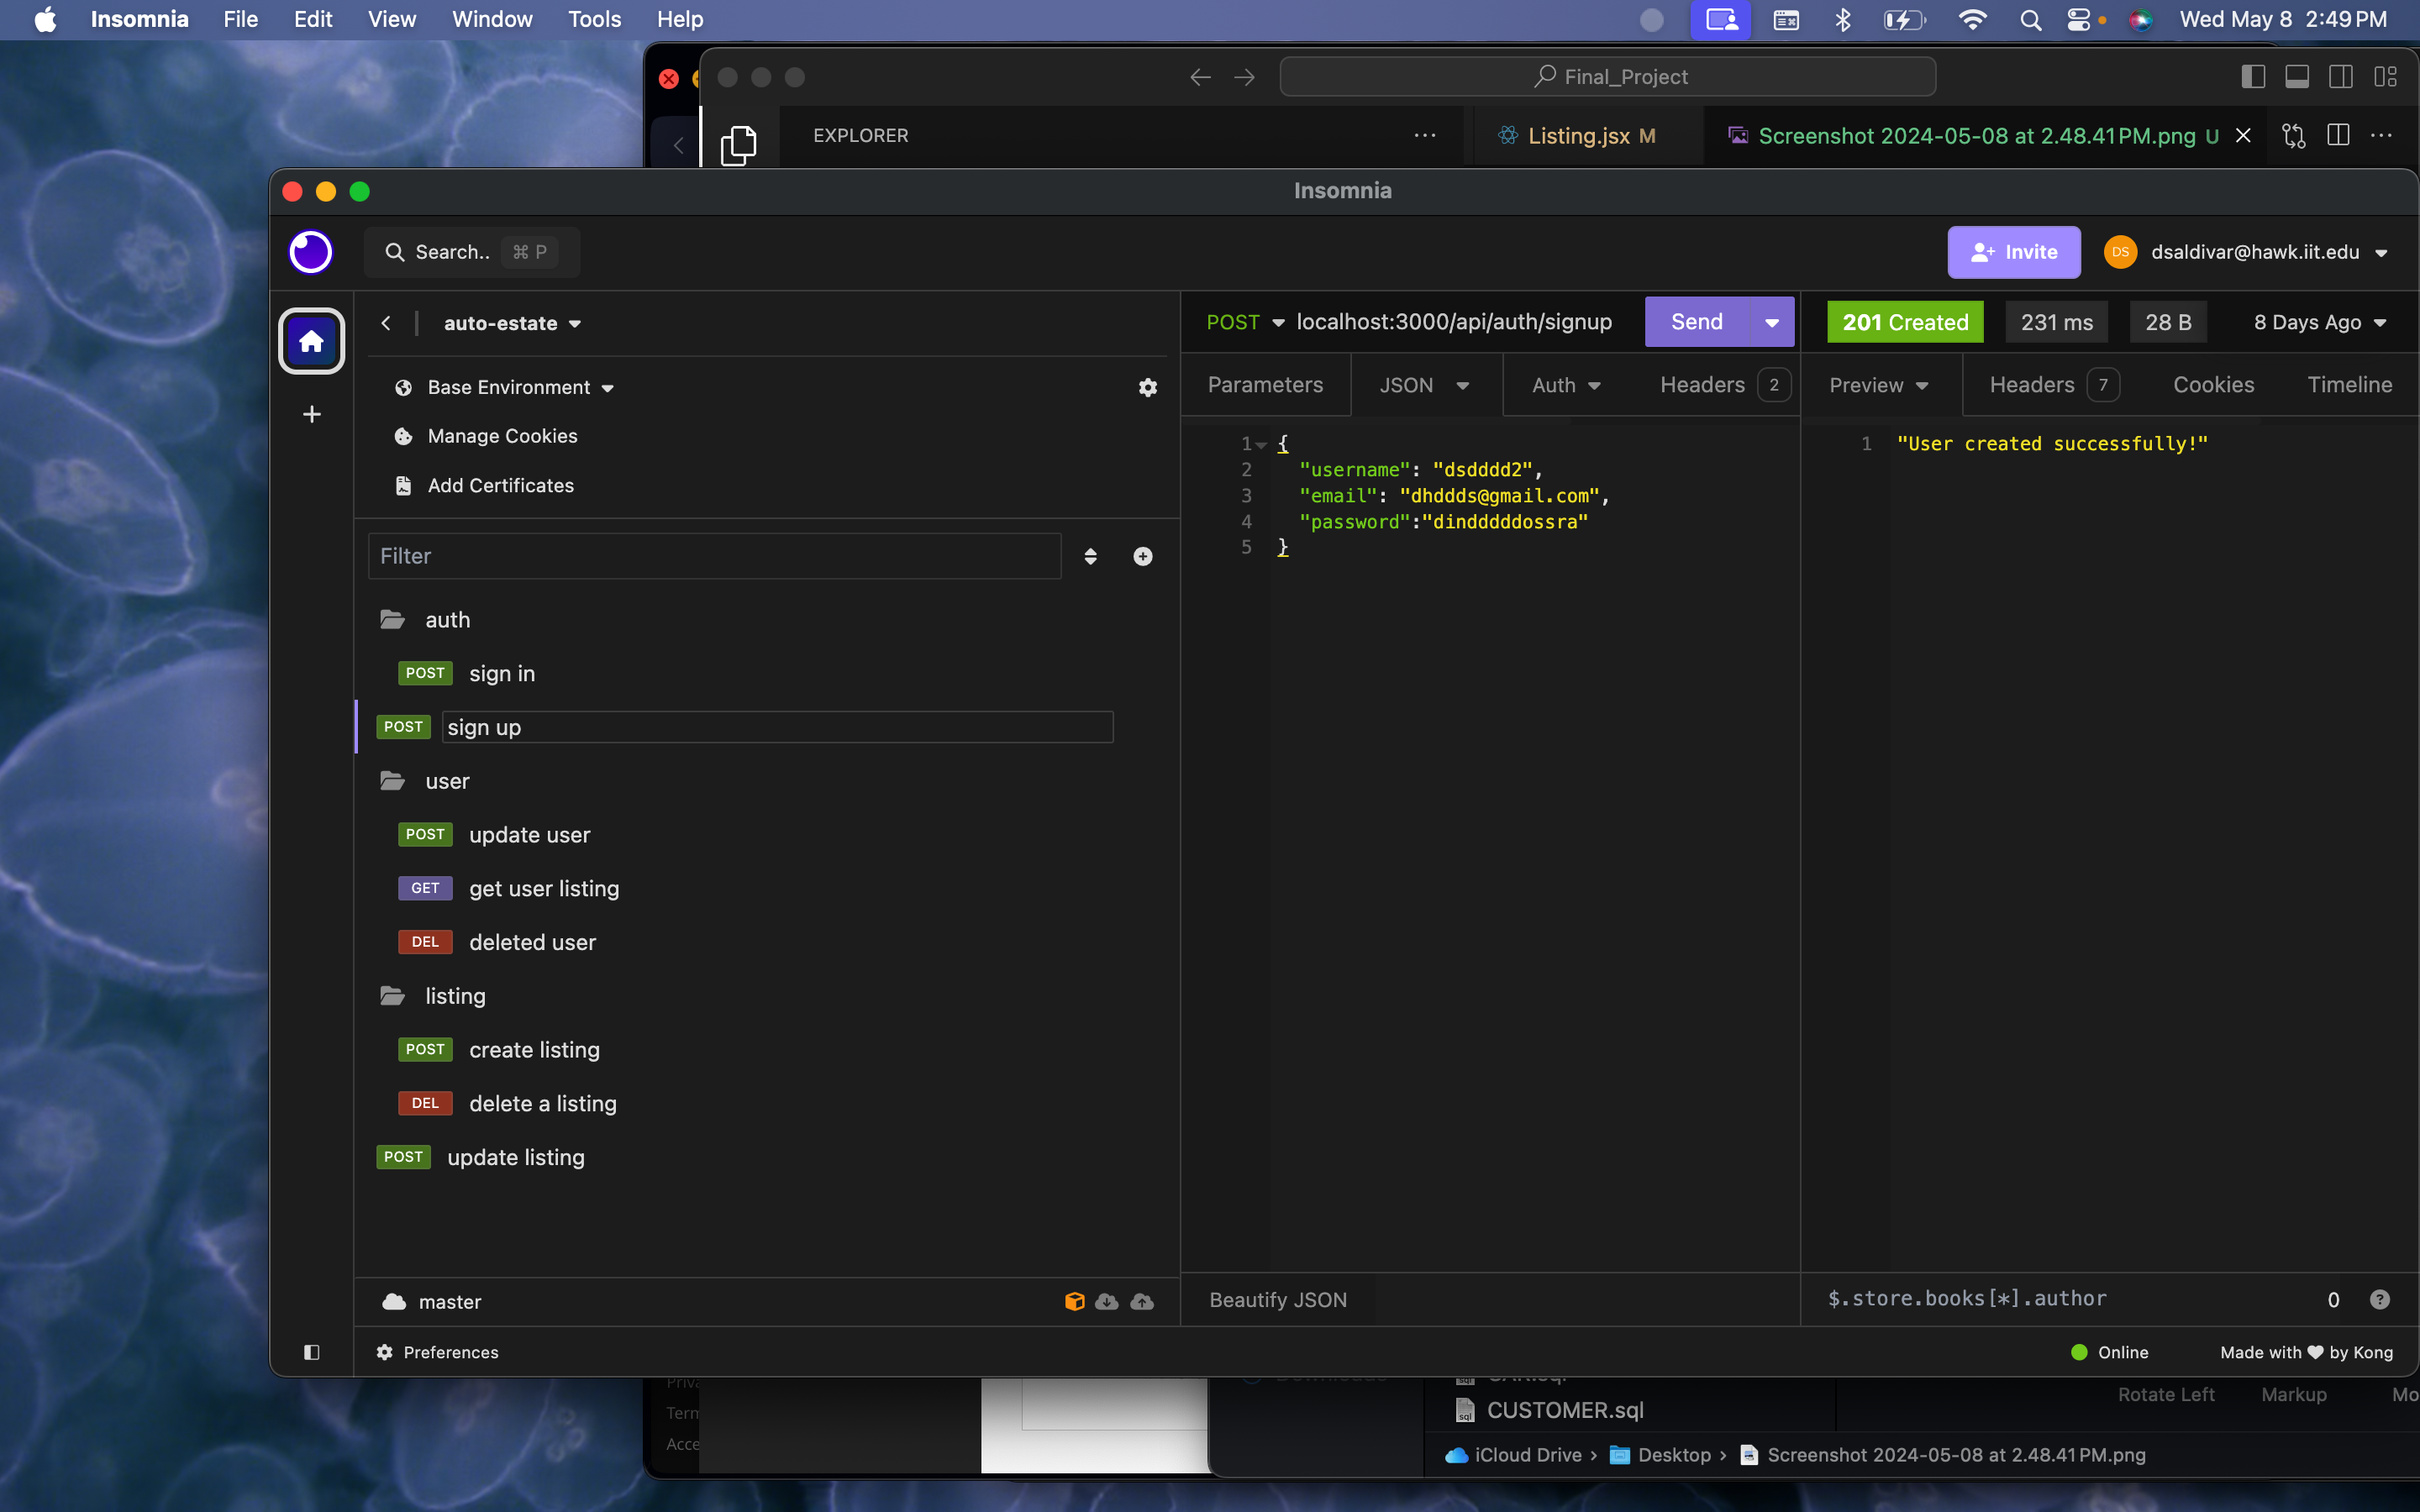 Insomnia File Edit View Window Tools Help Wed May 8 2:49 PM
Final_Project
EXPLORER ··· Listing.jsx M Screenshot 2024-05-08 at 2.48.41 PM.png U ···
Insomnia
Search.. ⌘ P Invite DS dsaldivar@hawk.iit.edu
auto-estate
Base Environment
Manage Cookies
Add Certificates
Filter
auth
POST sign in
POST sign up
user
POST update user
GET get user listing
DEL deleted user
listing
POST create listing
DEL delete a listing
POST update listing
master
Preferences
POST localhost:3000/api/auth/signup Send
Parameters JSON Auth Headers 2
1 {
2 "username": "dsdddd2",
3 "email": "dhddds@gmail.com",
4 "password":"dindddddossra"
5 }
Beautify JSON
201 Created 231 ms 28 B 8 Days Ago
Preview Headers 7 Cookies Timeline
1 "User created successfully!"
$.store.books[*].author 0 ?
Online Made with ♥ by Kong
Rotate Left Markup
sql CUSTOMER.sql
iCloud Drive › Desktop › Screenshot 2024-05-08 at 2.48.41 PM.png